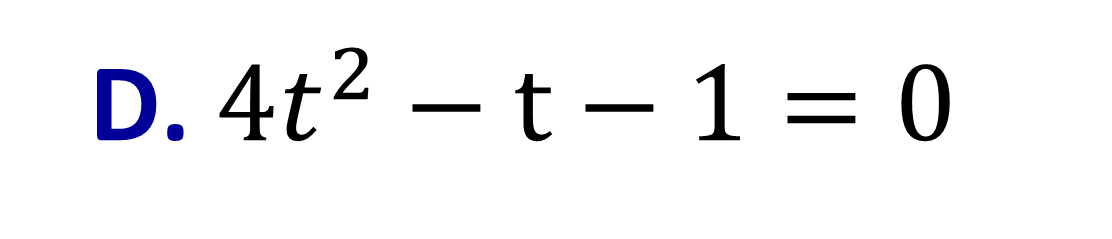 D. 4t² − t − 1 = 0